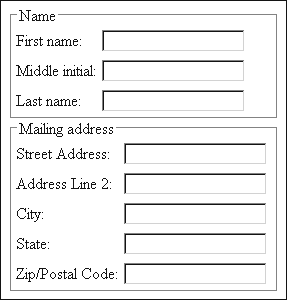 Name
First name:
Middle initial:
Last name:
Mailing address
Street Address:
Address Line 2:
City:
State:
Zip/Postal Code: